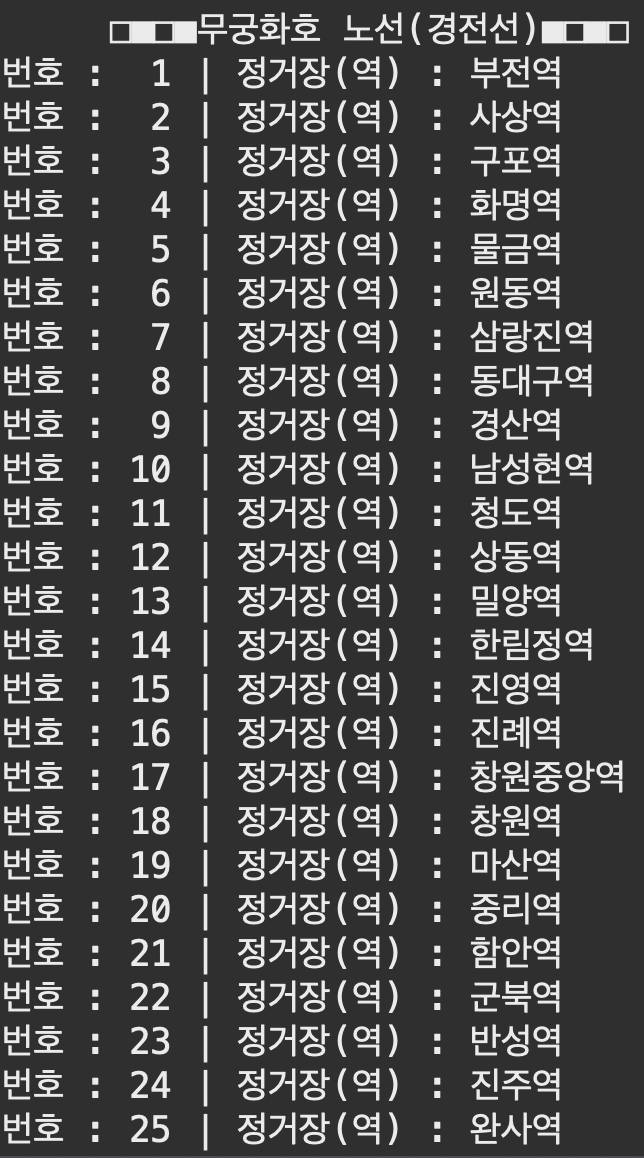 □■□■무궁화호 노선(경전선)■□■□
번호 :   1 | 정거장(역) : 부전역
번호 :   2 | 정거장(역) : 사상역
번호 :   3 | 정거장(역) : 구포역
번호 :   4 | 정거장(역) : 화명역
번호 :   5 | 정거장(역) : 물금역
번호 :   6 | 정거장(역) : 원동역
번호 :   7 | 정거장(역) : 삼랑진역
번호 :   8 | 정거장(역) : 동대구역
번호 :   9 | 정거장(역) : 경산역
번호 :  10 | 정거장(역) : 남성현역
번호 :  11 | 정거장(역) : 청도역
번호 :  12 | 정거장(역) : 상동역
번호 :  13 | 정거장(역) : 밀양역
번호 :  14 | 정거장(역) : 한림정역
번호 :  15 | 정거장(역) : 진영역
번호 :  16 | 정거장(역) : 진례역
번호 :  17 | 정거장(역) : 창원중앙역
번호 :  18 | 정거장(역) : 창원역
번호 :  19 | 정거장(역) : 마산역
번호 :  20 | 정거장(역) : 중리역
번호 :  21 | 정거장(역) : 함안역
번호 :  22 | 정거장(역) : 군북역
번호 :  23 | 정거장(역) : 반성역
번호 :  24 | 정거장(역) : 진주역
번호 :  25 | 정거장(역) : 완사역